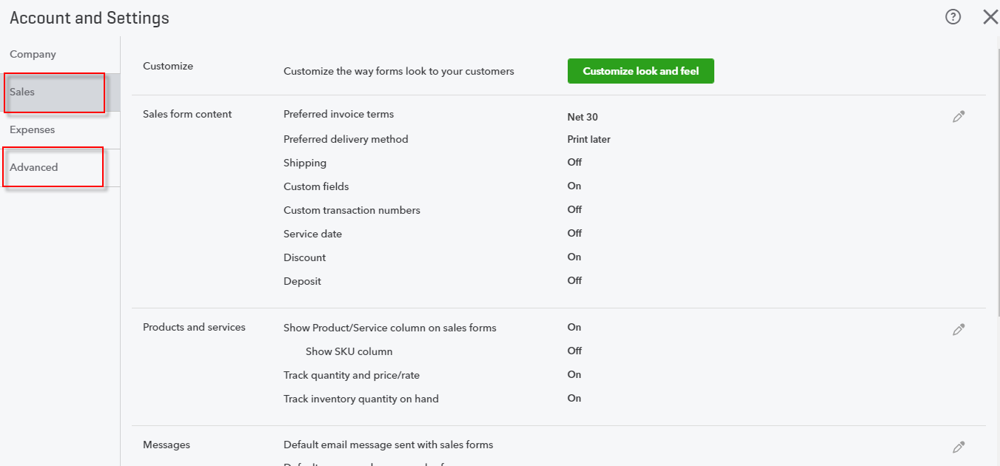 Account and Settings
Company
Sales
Expenses
Advanced
Customize Customize the way forms look to your customers Customize look and feel
Sales form content Preferred invoice terms Net 30
Preferred delivery method Print later
Shipping Off
Custom fields On
Custom transaction numbers Off
Service date Off
Discount On
Deposit Off
Products and services Show Product/Service column on sales forms On
Show SKU column Off
Track quantity and price/rate On
Track inventory quantity on hand On
Messages Default email message sent with sales forms